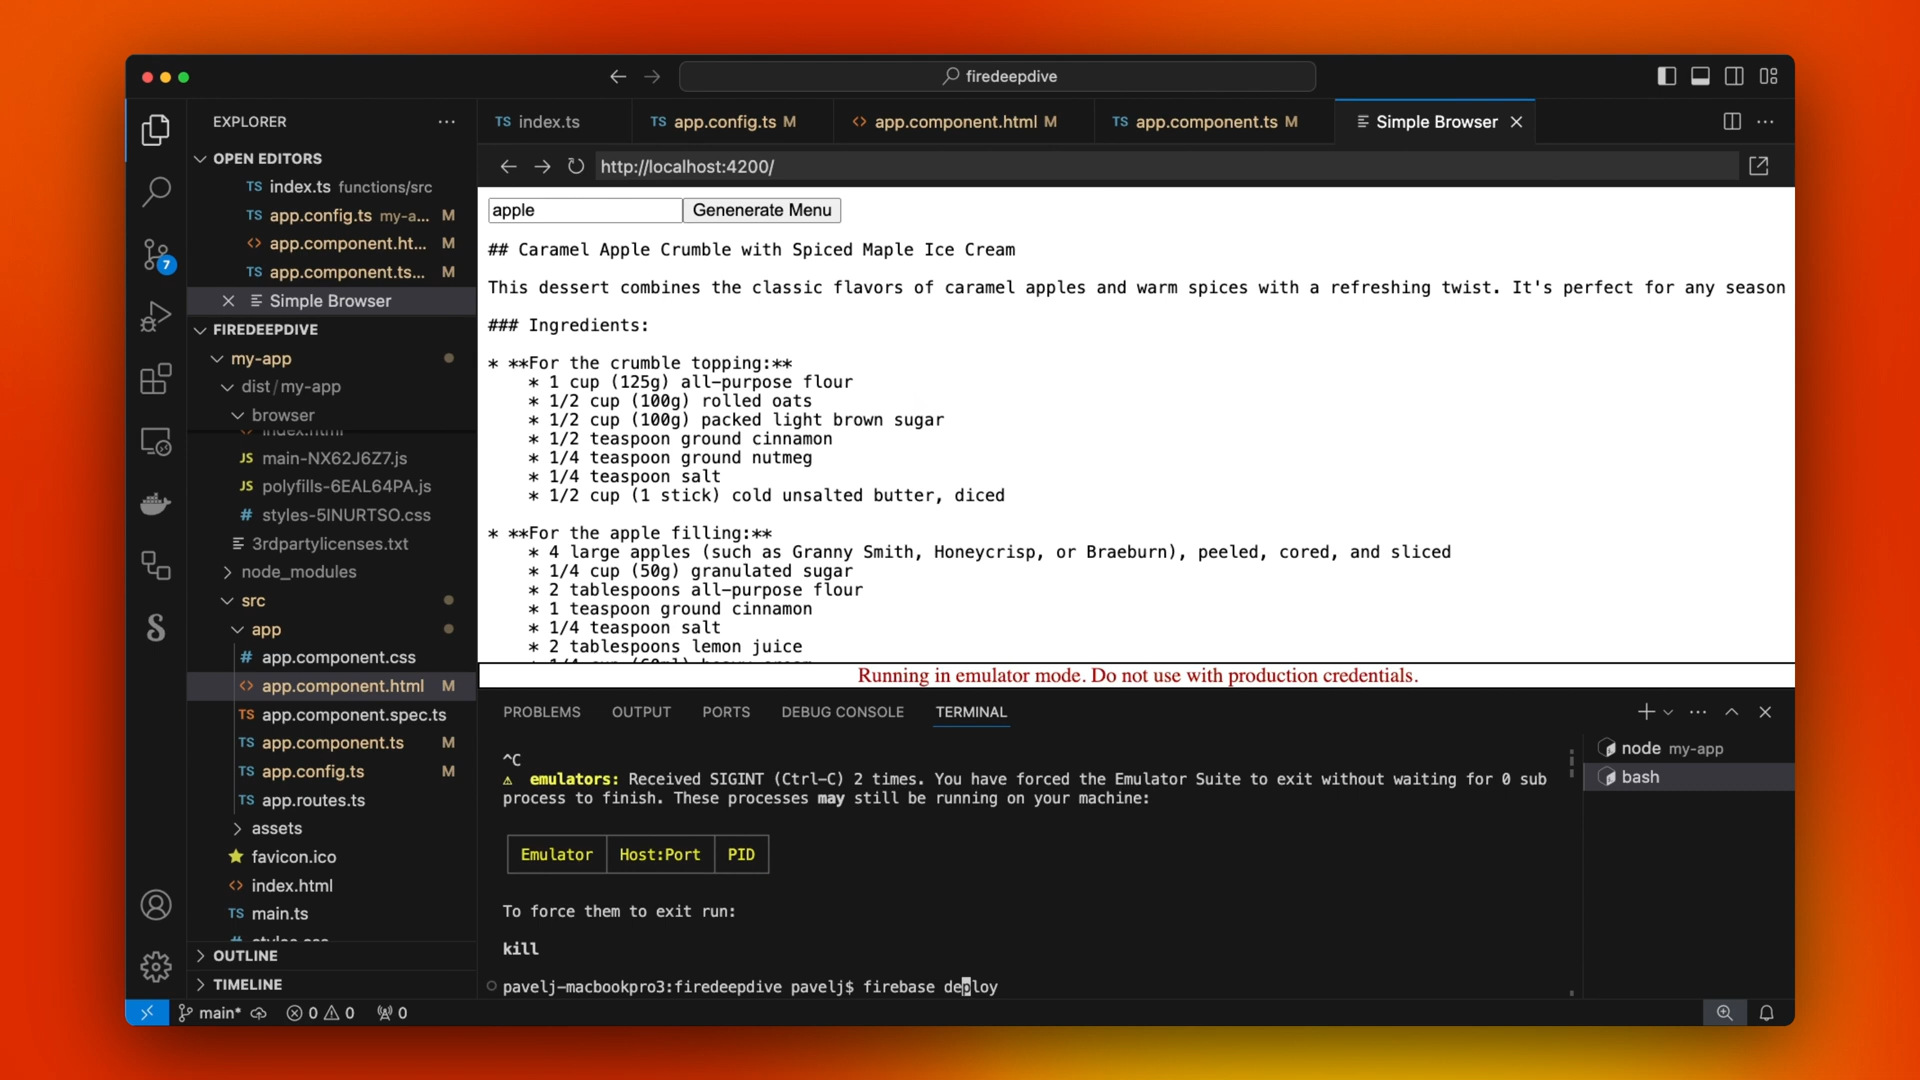 firedeepdive
EXPLORER
OPEN EDITORS
TS index.ts functions/src
TS app.config.ts my-a... M
<> app.component.ht... M
TS app.component.ts... M
Simple Browser
FIREDEEPDIVE
my-app
dist/my-app
browser
index.html
JS main-NX62J6Z7.js
JS polyfills-6EAL64PA.js
# styles-5INURTSO.css
3rdpartylicenses.txt
node_modules
src
app
# app.component.css
<> app.component.html M
TS app.component.spec.ts
TS app.component.ts M
TS app.config.ts M
TS app.routes.ts
assets
favicon.ico
<> index.html
TS main.ts
# styles.css
OUTLINE
TIMELINE
7
TS index.ts
TS app.config.ts M
<> app.component.html M
TS app.component.ts M
Simple Browser
http://localhost:4200/
apple
Genenerate Menu
## Caramel Apple Crumble with Spiced Maple Ice Cream
This dessert combines the classic flavors of caramel apples and warm spices with a refreshing twist. It's perfect for any season
### Ingredients:
* **For the crumble topping:**
* 1 cup (125g) all-purpose flour
* 1/2 cup (100g) rolled oats
* 1/2 cup (100g) packed light brown sugar
* 1/2 teaspoon ground cinnamon
* 1/4 teaspoon ground nutmeg
* 1/4 teaspoon salt
* 1/2 cup (1 stick) cold unsalted butter, diced
* **For the apple filling:**
* 4 large apples (such as Granny Smith, Honeycrisp, or Braeburn), peeled, cored, and sliced
* 1/4 cup (50g) granulated sugar
* 2 tablespoons all-purpose flour
* 1 teaspoon ground cinnamon
* 1/4 teaspoon salt
* 2 tablespoons lemon juice
* 1/4 cup (60ml) heavy cream
Running in emulator mode. Do not use with production credentials.
PROBLEMS OUTPUT PORTS DEBUG CONSOLE TERMINAL
^C
⚠ emulators: Received SIGINT (Ctrl-C) 2 times. You have forced the Emulator Suite to exit without waiting for 0 sub
process to finish. These processes may still be running on your machine:
Emulator Host:Port PID
To force them to exit run:
kill
pavelj-macbookpro3:firedeepdive pavelj$ firebase deploy
node my-app
bash
main* 0 0 0